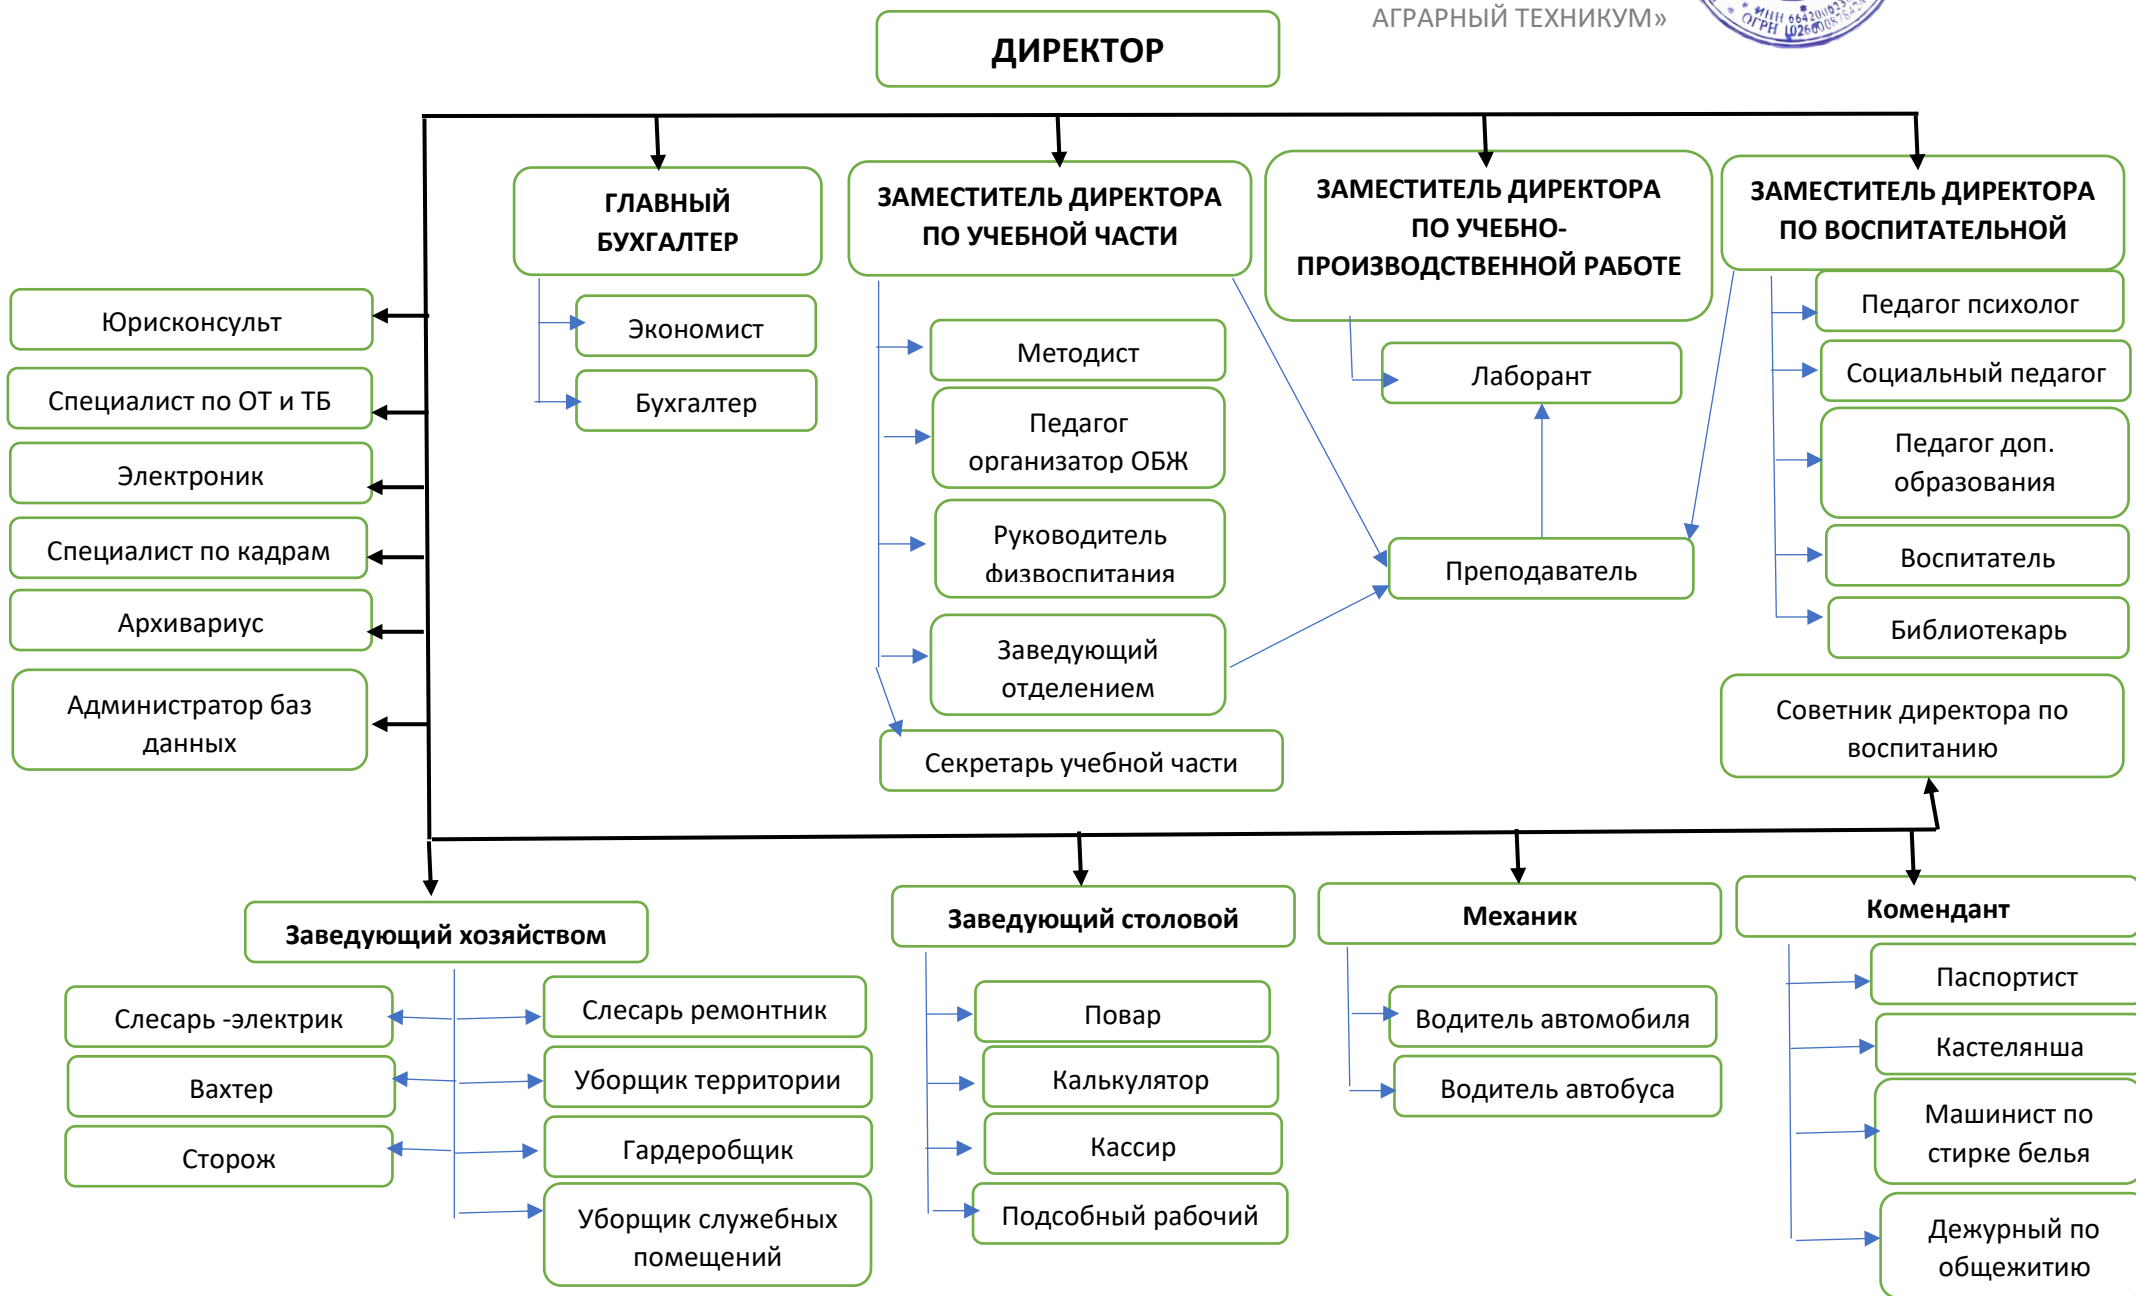 АГРАРНЫЙ ТЕХНИКУМ»
ДИРЕКТОР
ГЛАВНЫЙ
БУХГАЛТЕР
ЗАМЕСТИТЕЛЬ ДИРЕКТОРА
ПО УЧЕБНОЙ ЧАСТИ
ЗАМЕСТИТЕЛЬ ДИРЕКТОРА
ПО УЧЕБНО-
ПРОИЗВОДСТВЕННОЙ РАБОТЕ
ЗАМЕСТИТЕЛЬ ДИРЕКТОРА
ПО ВОСПИТАТЕЛЬНОЙ
Юрисконсульт
Специалист по ОТ и ТБ
Электроник
Специалист по кадрам
Архивариус
Администратор баз
данных
Экономист
Бухгалтер
Методист
Педагог
организатор ОБЖ
Руководитель
физвоспитания
Заведующий
отделением
Секретарь учебной части
Лаборант
Преподаватель
Педагог психолог
Социальный педагог
Педагог доп.
образования
Воспитатель
Библиотекарь
Советник директора по
воспитанию
Заведующий хозяйством
Слесарь -электрик
Вахтер
Сторож
Слесарь ремонтник
Уборщик территории
Гардеробщик
Уборщик служебных
помещений
Заведующий столовой
Повар
Калькулятор
Кассир
Подсобный рабочий
Механик
Водитель автомобиля
Водитель автобуса
Комендант
Паспортист
Кастелянша
Машинист по
стирке белья
Дежурный по
общежитию